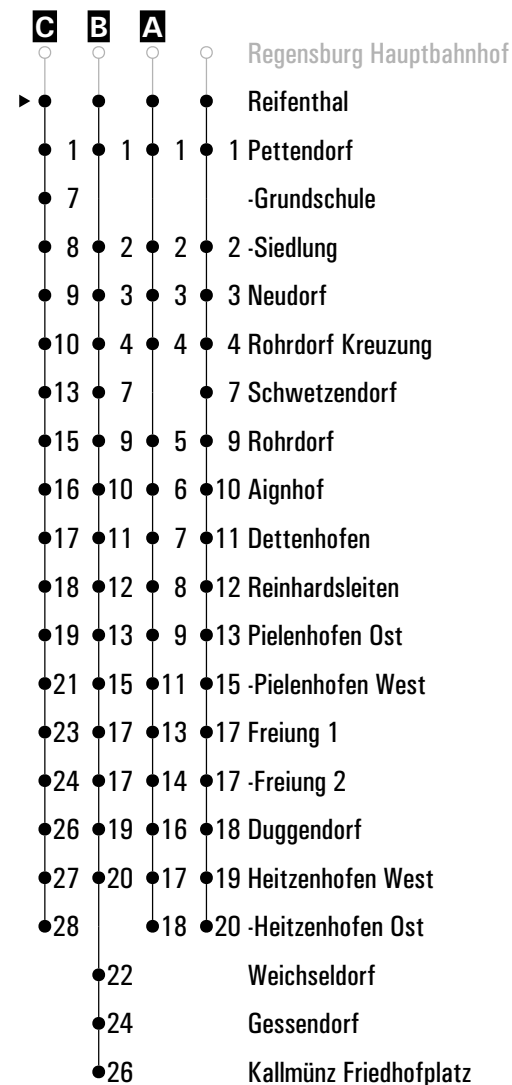 C B A
Regensburg Hauptbahnhof
Reifenthal
1 1 1 1 Pettendorf
7 -Grundschule
8 2 2 2 -Siedlung
9 3 3 3 Neudorf
10 4 4 4 Rohrdorf Kreuzung
13 7 7 Schwetzendorf
15 9 5 9 Rohrdorf
16 10 6 10 Aignhof
17 11 7 11 Dettenhofen
18 12 8 12 Reinhardsleiten
19 13 9 13 Pielenhofen Ost
21 15 11 15 -Pielenhofen West
23 17 13 17 Freiung 1
24 17 14 17 -Freiung 2
26 19 16 18 Duggendorf
27 20 17 19 Heitzenhofen West
28 18 20 -Heitzenhofen Ost
22 Weichseldorf
24 Gessendorf
26 Kallmünz Friedhofplatz